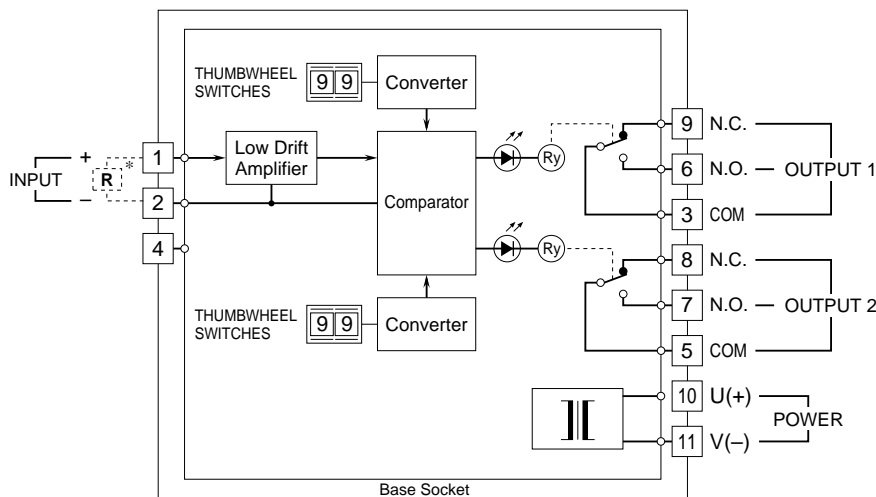 THUMBWHEEL
SWITCHES
9 9
Converter
INPUT
+
–
R
*
1
2
4
Low Drift
Amplifier
Comparator
Ry
Ry
9 N.C.
6 N.O.
3 COM
OUTPUT 1
8 N.C.
7 N.O.
5 COM
OUTPUT 2
THUMBWHEEL
SWITCHES
9 9
Converter
10 U(+)
11 V(–)
POWER
Base Socket